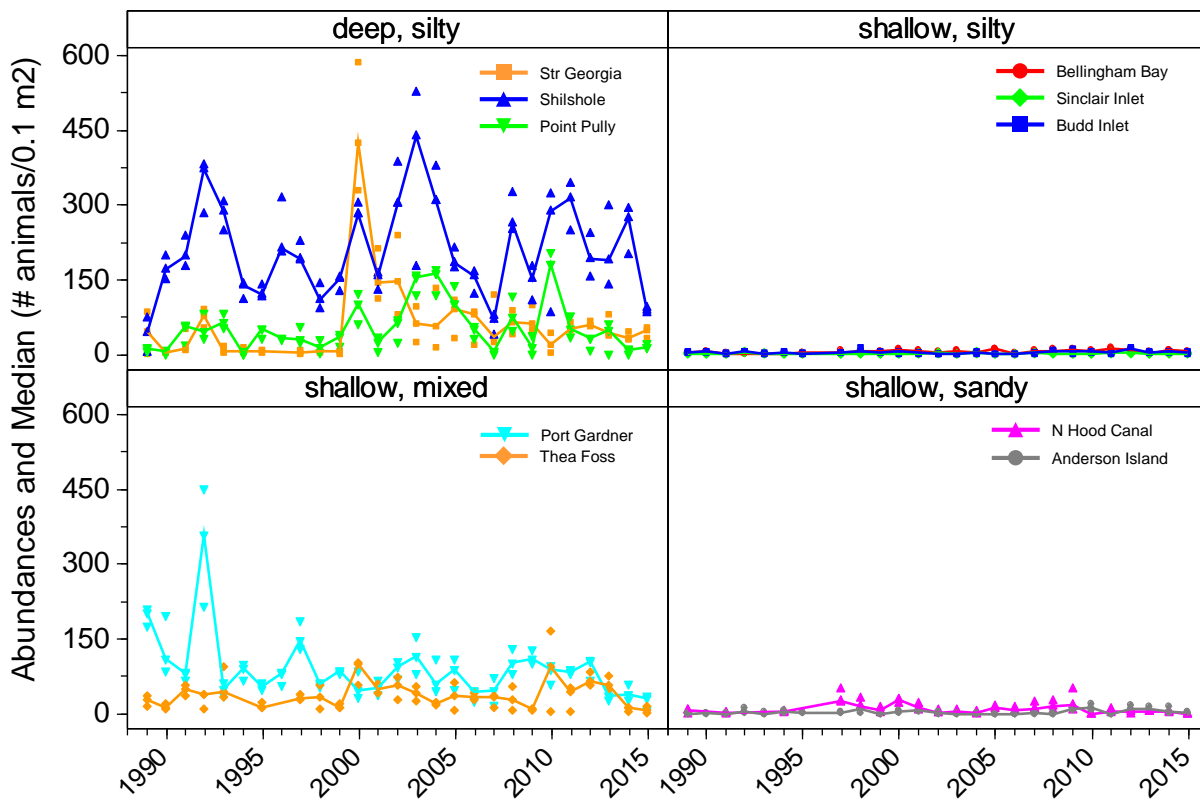 Abundances and Median (# animals/0.1 m2)
deep, silty
shallow, silty
600
450
300
150
0
Str Georgia
Shilshole
Point Pully
Bellingham Bay
Sinclair Inlet
Budd Inlet
shallow, mixed
shallow, sandy
600
450
300
150
0
Port Gardner
Thea Foss
N Hood Canal
Anderson Island
1990
1995
2000
2005
2010
2015
1990
1995
2000
2005
2010
2015